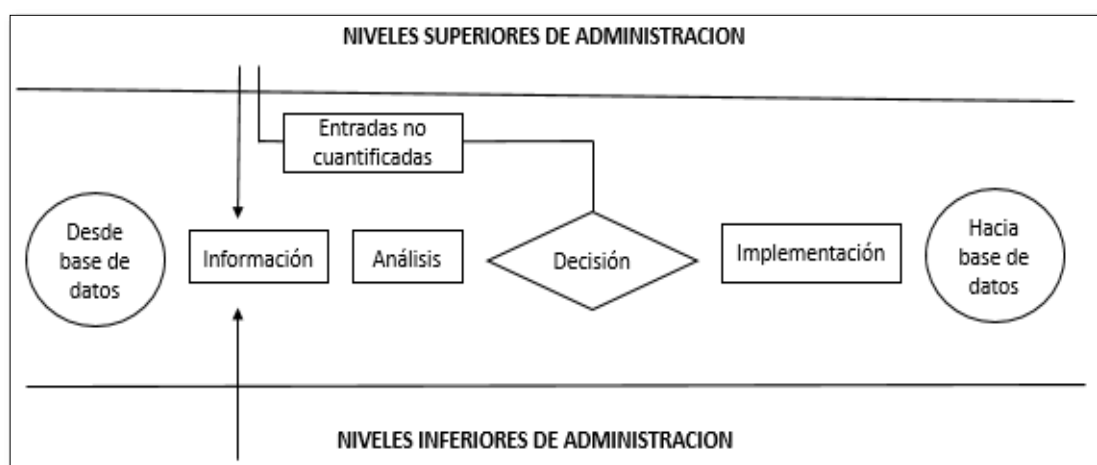 NIVELES SUPERIORES DE ADMINISTRACION
Entradas no
cuantificadas
Desde
base de
datos
Información
Análisis
Decisión
Implementación
Hacia
base de
datos
NIVELES INFERIORES DE ADMINISTRACION